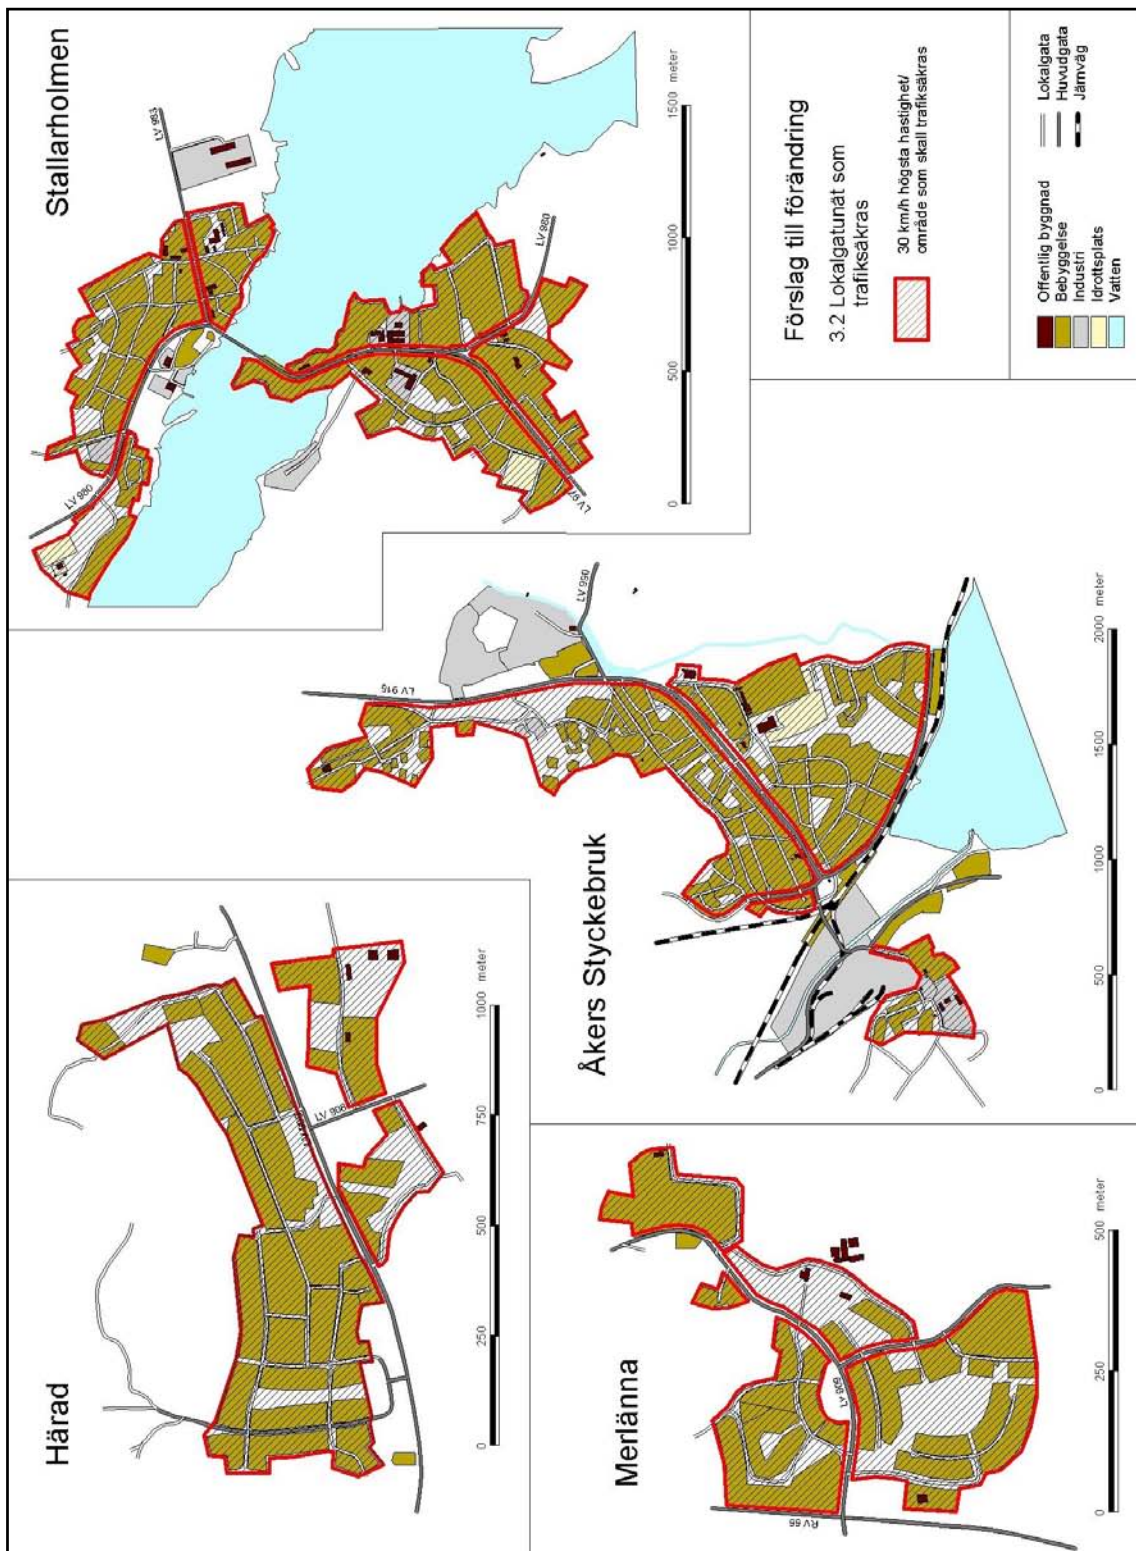 Härad
LV 906
0 250 500 750 1000 meter
Merlänna
RV 55
LV 909
0 250 500 meter
Åkers Styckebruk
LV 915
LV 990
0 500 1000 1500 2000 meter
Stallarholmen
LV 980
LV 983
LV 980
LV 97
0 500 1000 1500 meter
Förslag till förändring
3.2 Lokalgatunät som
trafiksäkras
30 km/h högsta hastighet/
område som skall trafiksäkras
Offentlig byggnad
Bebyggelse
Industri
Idrottsplats
Vatten
Lokalgata
Huvudgata
Järnväg